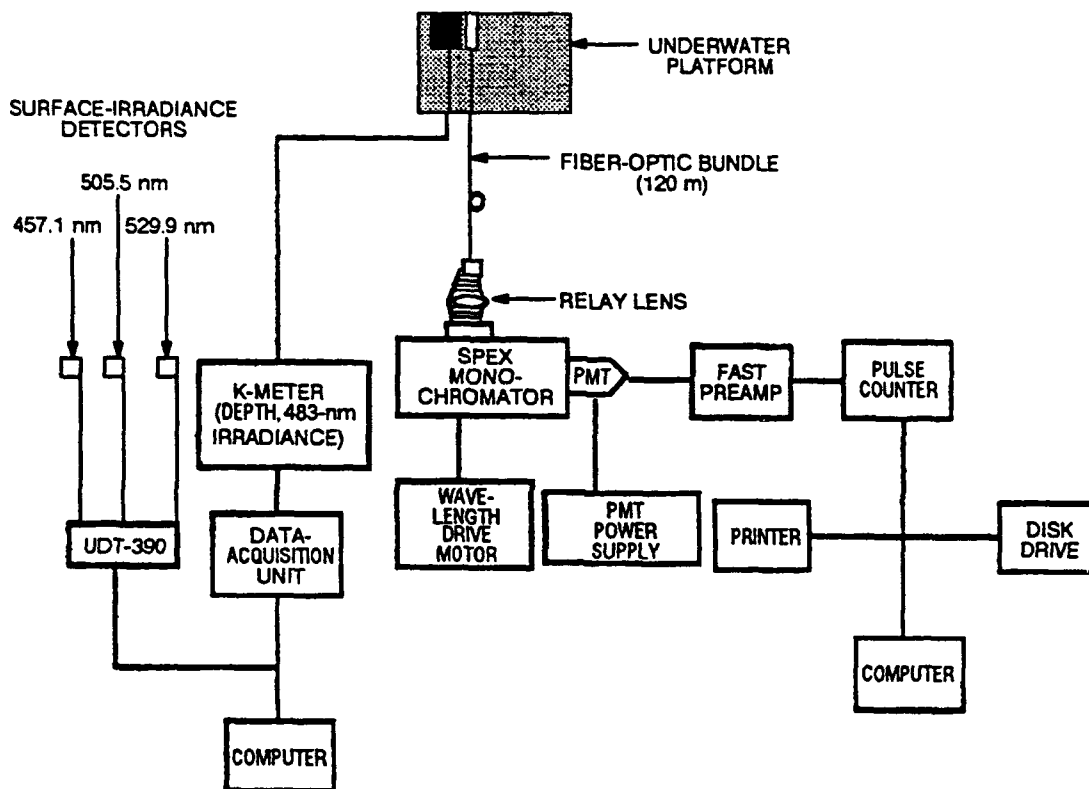 UNDERWATER
PLATFORM
SURFACE-IRRADIANCE
DETECTORS
FIBER-OPTIC BUNDLE
(120 m)
505.5 nm
457.1 nm
529.9 nm
RELAY LENS
SPEX
MONO-
CHROMATOR
PMT
FAST
PREAMP
PULSE
COUNTER
K-METER
(DEPTH, 483-nm
IRRADIANCE)
WAVE-
LENGTH
DRIVE
MOTOR
PMT
POWER
SUPPLY
PRINTER
DISK
DRIVE
UDT-390
DATA-
ACQUISITION
UNIT
COMPUTER
COMPUTER